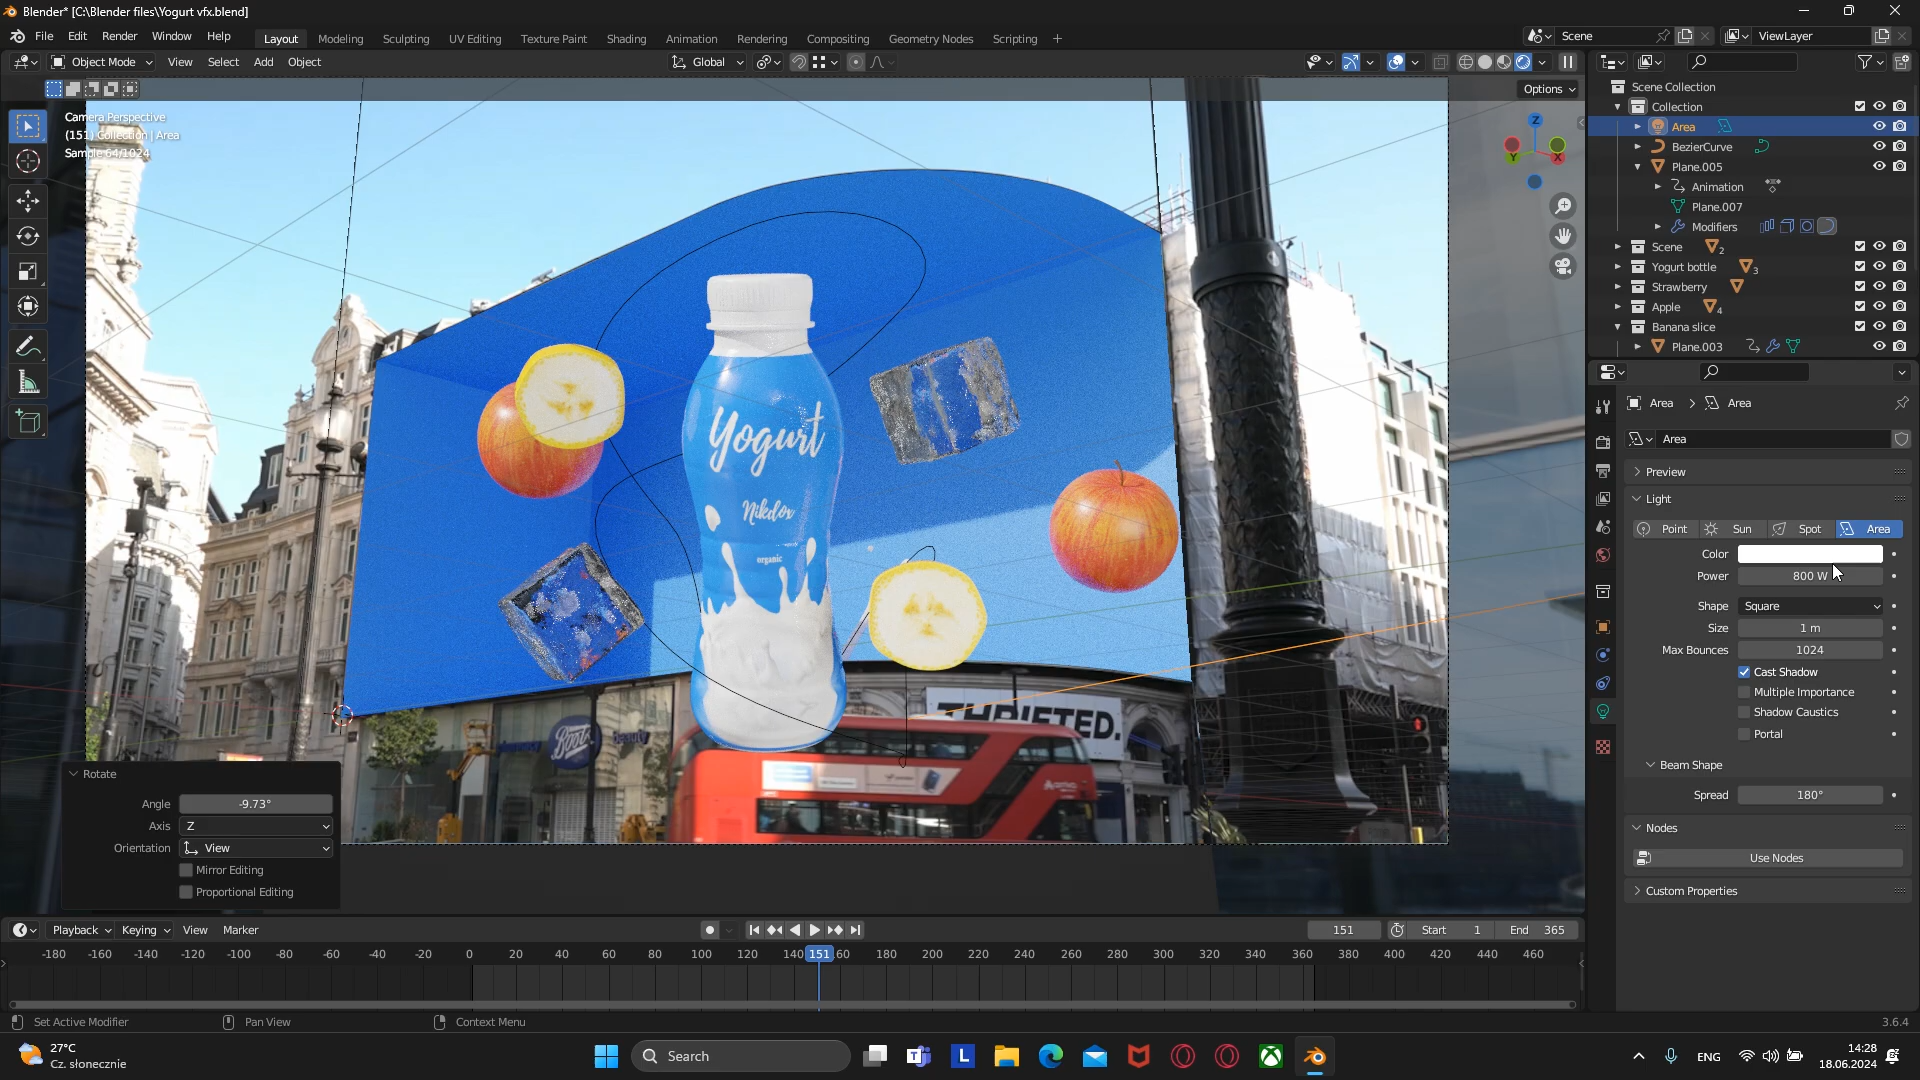 Blender* [C:\Blender files\Yogurt vfx.blend]
File Edit Render Window Help Layout Modeling Sculpting UV Editing Texture Paint Shading Animation Rendering Compositing Geometry Nodes Scripting + Scene ViewLayer
Object Mode View Select Add Object Global
Options
Camera Perspective
(151) Collection | Area
Sample 64/1024
Z
Y
X
Yogurt
Nikdox
organic
Boots
THRIFTED.
arriva
Rotate
Angle -9.73°
Axis Z
Orientation View
Mirror Editing
Proportional Editing
Scene Collection
Collection
Area
BezierCurve
Plane.005
Animation
Plane.007
Modifiers
Scene 2
Yogurt bottle 3
Strawberry
Apple 4
Banana slice
Plane.003
Area > Area
Area
Preview
Light
Point Sun Spot Area
Color
Power 800 W
Shape Square
Size 1 m
Max Bounces 1024
Cast Shadow
Multiple Importance
Shadow Caustics
Portal
Beam Shape
Spread 180°
Nodes
Use Nodes
Custom Properties
Playback Keying View Marker 151 Start 1 End 365
-180 -160 -140 -120 -100 -80 -60 -40 -20 0 20 40 60 80 100 120 140 151 60 180 200 220 240 260 280 300 320 340 360 380 400 420 440 460
Set Active Modifier Pan View Context Menu 3.6.4
27°C
Cz. słonecznie
Search
L
ENG
14:28
18.06.2024